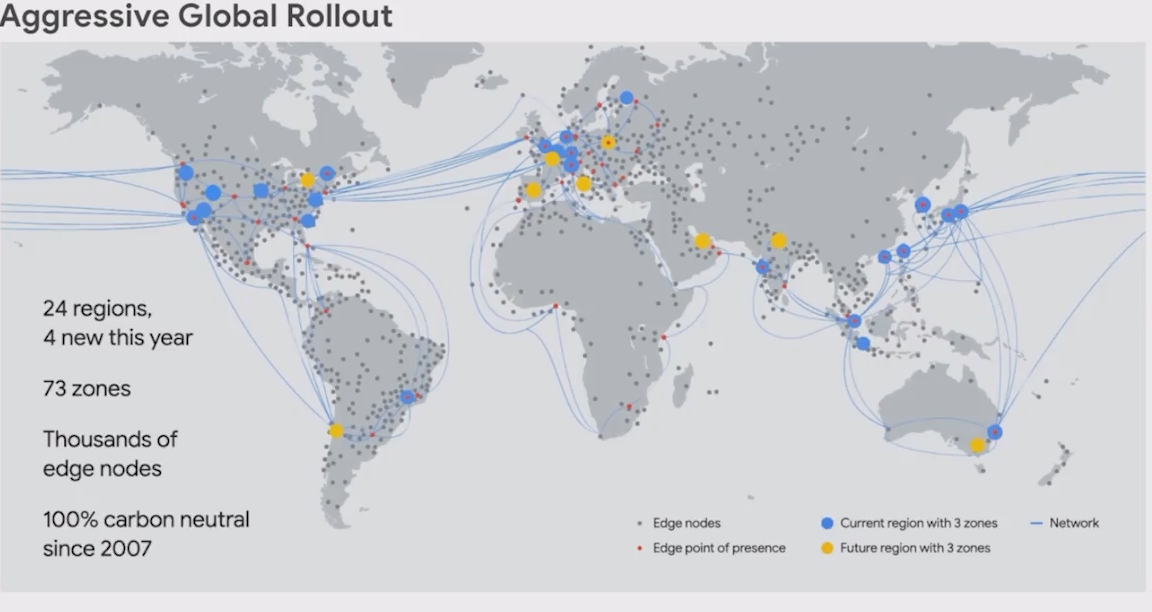 Aggressive Global Rollout
24 regions,
4 new this year
73 zones
Thousands of
edge nodes
100% carbon neutral
since 2007
Edge nodes
Current region with 3 zones
Network
Edge point of presence
Future region with 3 zones